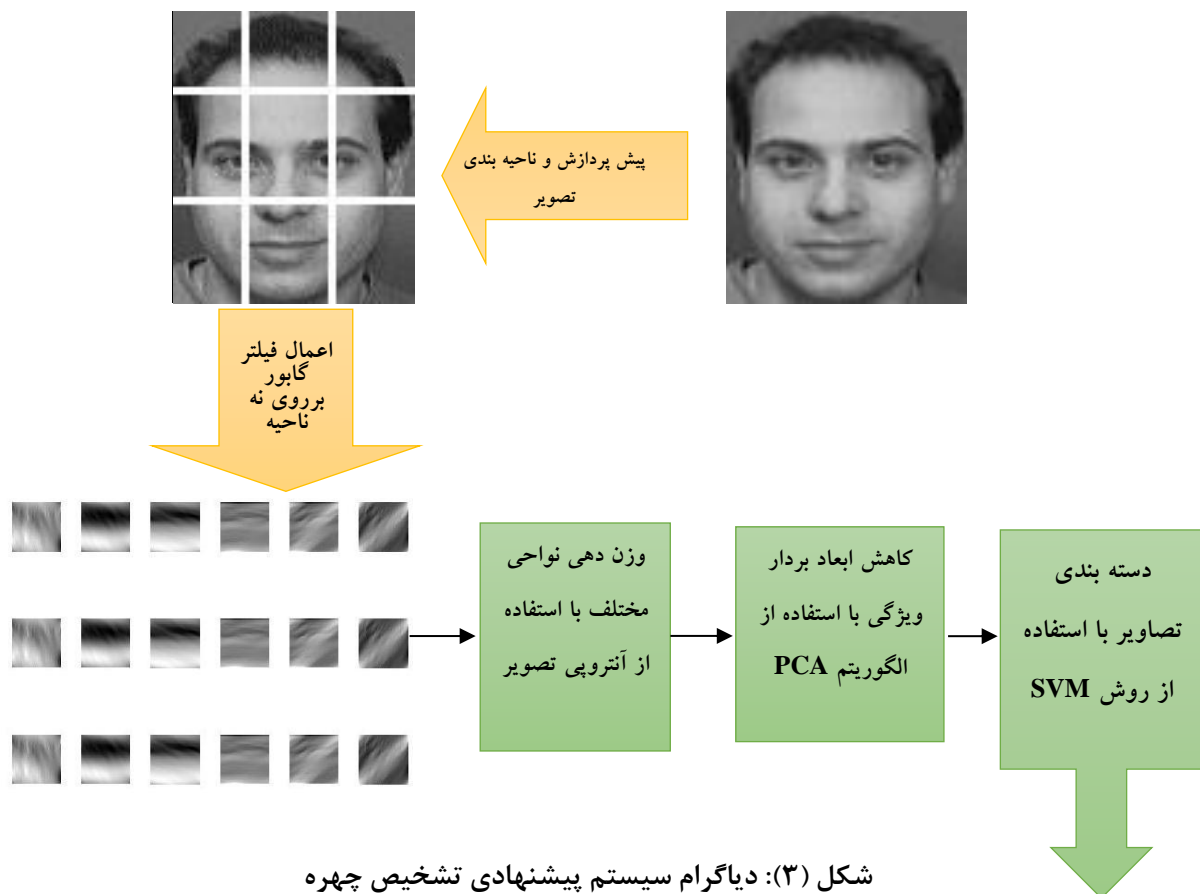 پیش پردازش و ناحیه بندی
تصویر
اعمال فیلتر
گابور
برروی نه
ناحیه
وزن دهی نواحی
مختلف با استفاده
از آنتروپی تصویر
کاهش ابعاد بردار
ویژگی با استفاده از
الگوریتم PCA
دسته بندی
تصاویر با استفاده
از روش SVM
شکل (۳): دیاگرام سیستم پیشنهادی تشخیص چهره